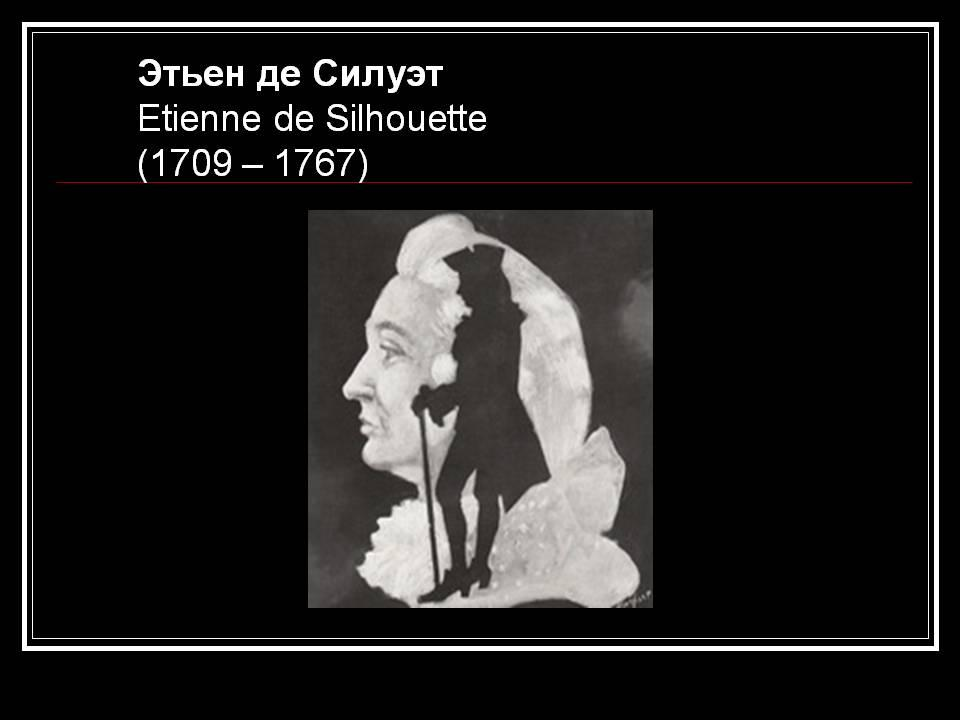 Этьен де Силуэт
Etienne de Silhouette
(1709 – 1767)